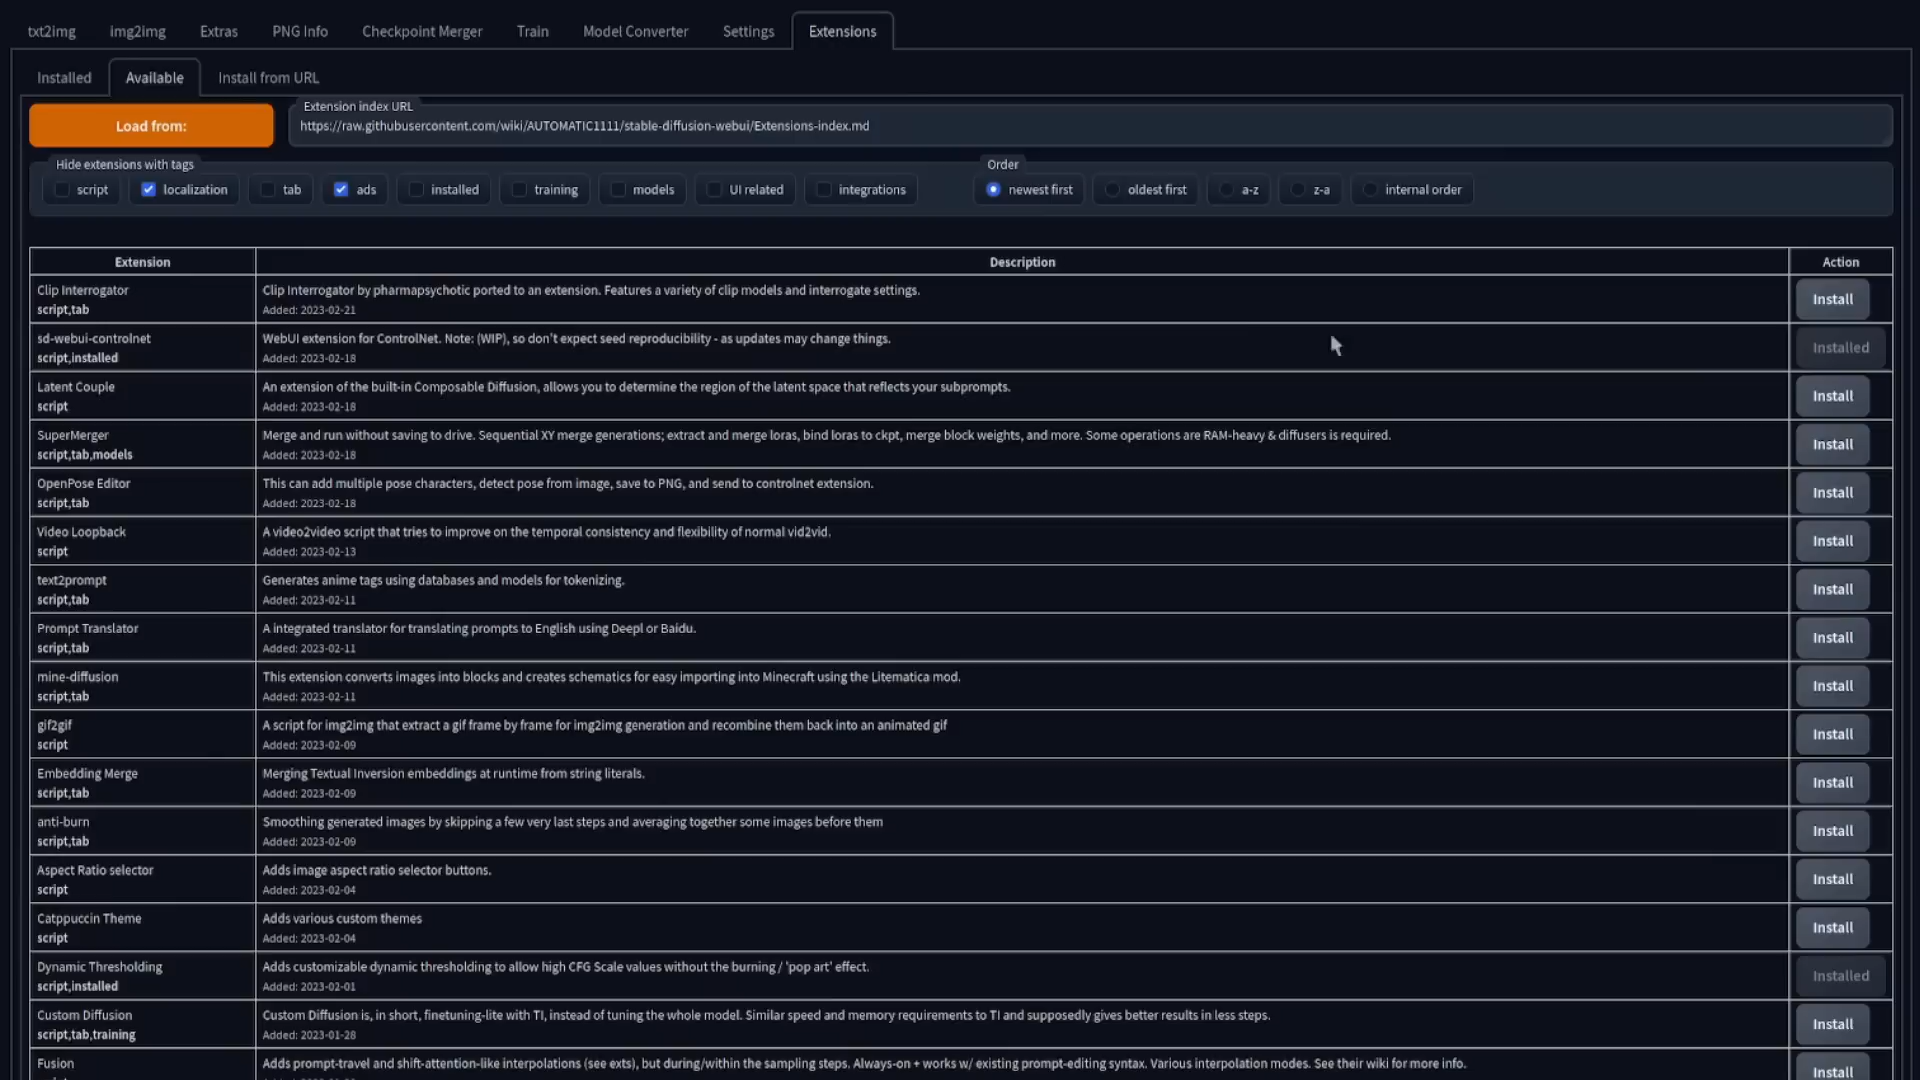 txt2img img2img Extras PNG Info Checkpoint Merger Train Model Converter Settings Extensions
Installed Available Install from URL
Load from:
Extension index URL
https://raw.githubusercontent.com/wiki/AUTOMATIC1111/stable-diffusion-webui/Extensions-index.md
Hide extensions with tags
script localization tab ads installed training models UI related integrations
Order
newest first oldest first a-z z-a internal order
Extension Description Action
Clip Interrogator
script,tab
Clip Interrogator by pharmapsychotic ported to an extension. Features a variety of clip models and interrogate settings.
Added: 2023-02-21
Install
sd-webui-controlnet
script,installed
WebUI extension for ControlNet. Note: (WIP), so don't expect seed reproducibility - as updates may change things.
Added: 2023-02-18
Installed
Latent Couple
script
An extension of the built-in Composable Diffusion, allows you to determine the region of the latent space that reflects your subprompts.
Added: 2023-02-18
Install
SuperMerger
script,tab,models
Merge and run without saving to drive. Sequential XY merge generations; extract and merge loras, bind loras to ckpt, merge block weights, and more. Some operations are RAM-heavy & diffusers is required.
Added: 2023-02-18
Install
OpenPose Editor
script,tab
This can add multiple pose characters, detect pose from image, save to PNG, and send to controlnet extension.
Added: 2023-02-18
Install
Video Loopback
script
A video2video script that tries to improve on the temporal consistency and flexibility of normal vid2vid.
Added: 2023-02-13
Install
text2prompt
script,tab
Generates anime tags using databases and models for tokenizing.
Added: 2023-02-11
Install
Prompt Translator
script,tab
A integrated translator for translating prompts to English using Deepl or Baidu.
Added: 2023-02-11
Install
mine-diffusion
script,tab
This extension converts images into blocks and creates schematics for easy importing into Minecraft using the Litematica mod.
Added: 2023-02-11
Install
gif2gif
script
A script for img2img that extract a gif frame by frame for img2img generation and recombine them back into an animated gif
Added: 2023-02-09
Install
Embedding Merge
script,tab
Merging Textual Inversion embeddings at runtime from string literals.
Added: 2023-02-09
Install
anti-burn
script,tab
Smoothing generated images by skipping a few very last steps and averaging together some images before them
Added: 2023-02-09
Install
Aspect Ratio selector
script
Adds image aspect ratio selector buttons.
Added: 2023-02-04
Install
Catppuccin Theme
script
Adds various custom themes
Added: 2023-02-04
Install
Dynamic Thresholding
script,installed
Adds customizable dynamic thresholding to allow high CFG Scale values without the burning / 'pop art' effect.
Added: 2023-02-01
Installed
Custom Diffusion
script,tab,training
Custom Diffusion is, in short, finetuning-lite with TI, instead of tuning the whole model. Similar speed and memory requirements to TI and supposedly gives better results in less steps.
Added: 2023-01-28
Install
Fusion
Adds prompt-travel and shift-attention-like interpolations (see exts), but during/within the sampling steps. Always-on + works w/ existing prompt-editing syntax. Various interpolation modes. See their wiki for more info.
Install